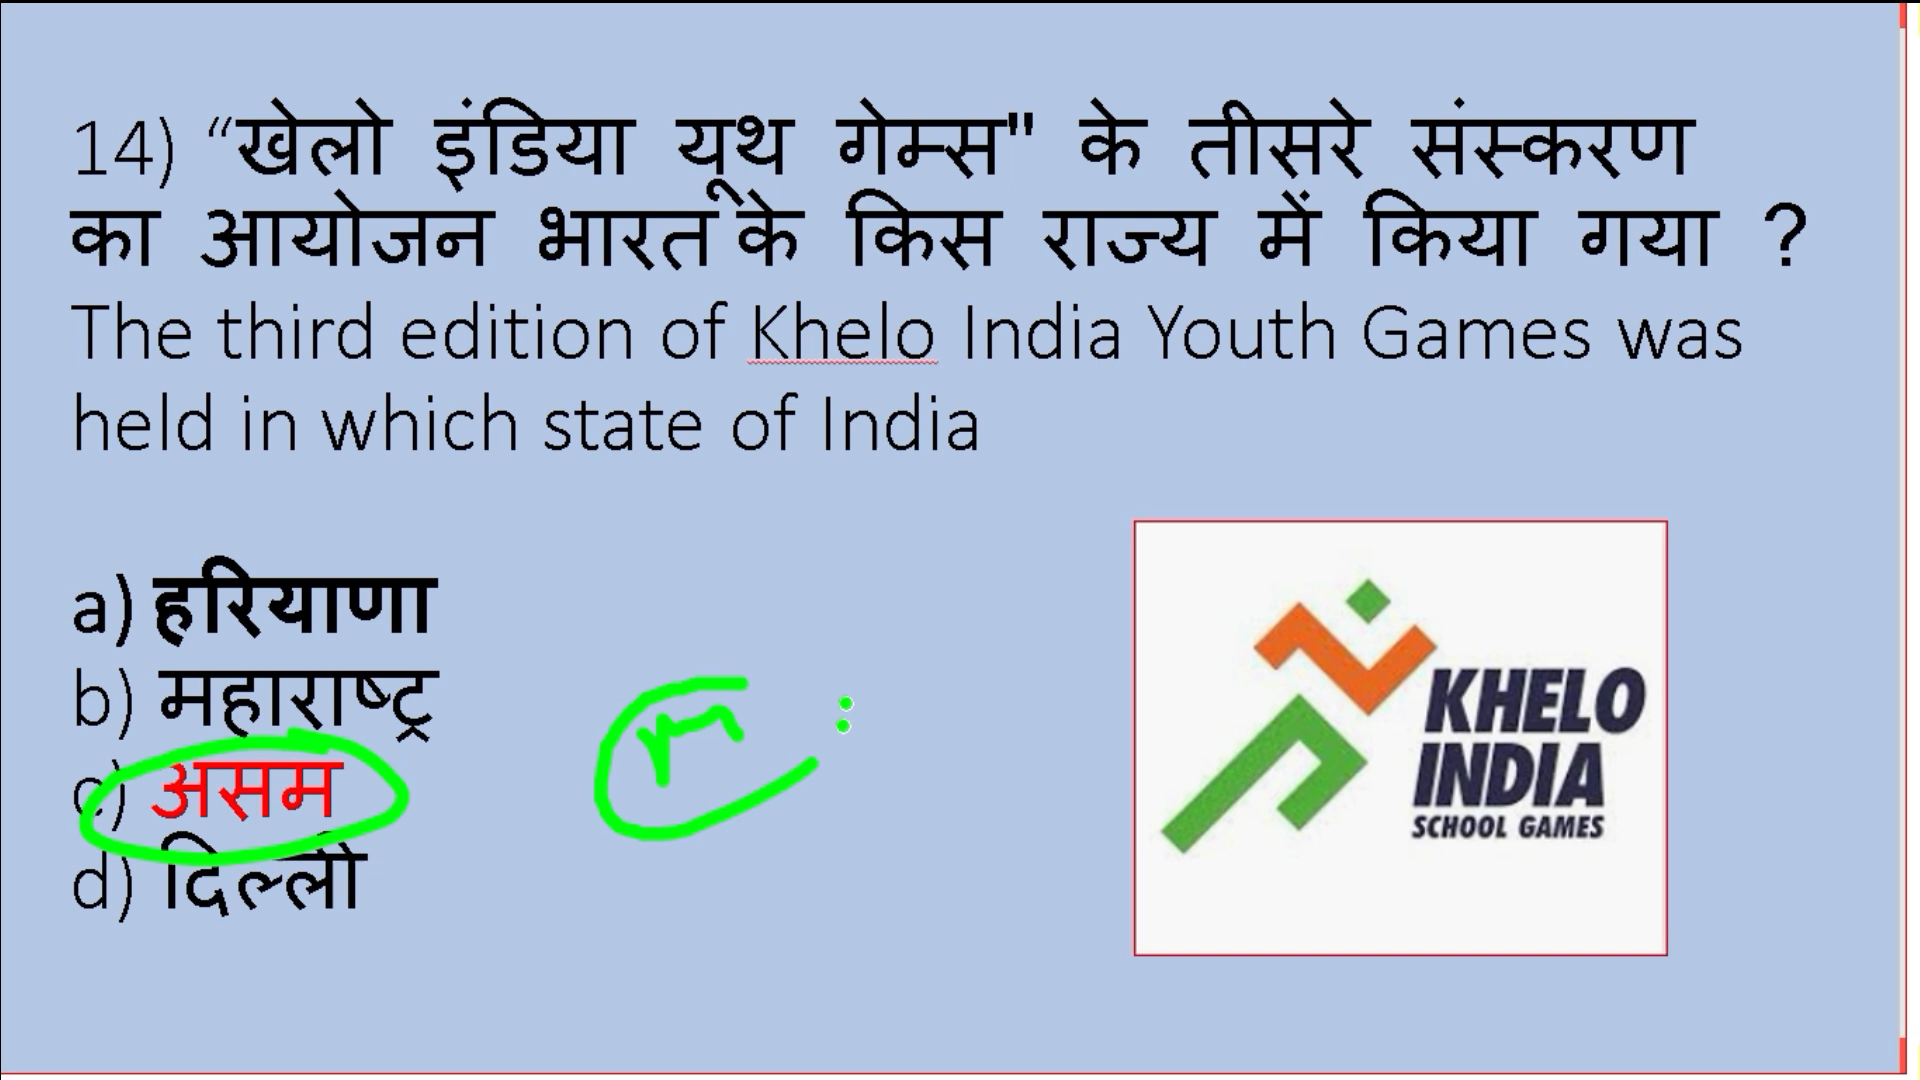 14) “खेलो इंडिया यूथ गेम्स" के तीसरे संस्करण
का आयोजन भारत के किस राज्य में किया गया ?
The third edition of Khelo India Youth Games was
held in which state of India
a) हरियाणा
b) महाराष्ट्र
c) असम
d) दिल्ली
KHELO
INDIA
SCHOOL GAMES